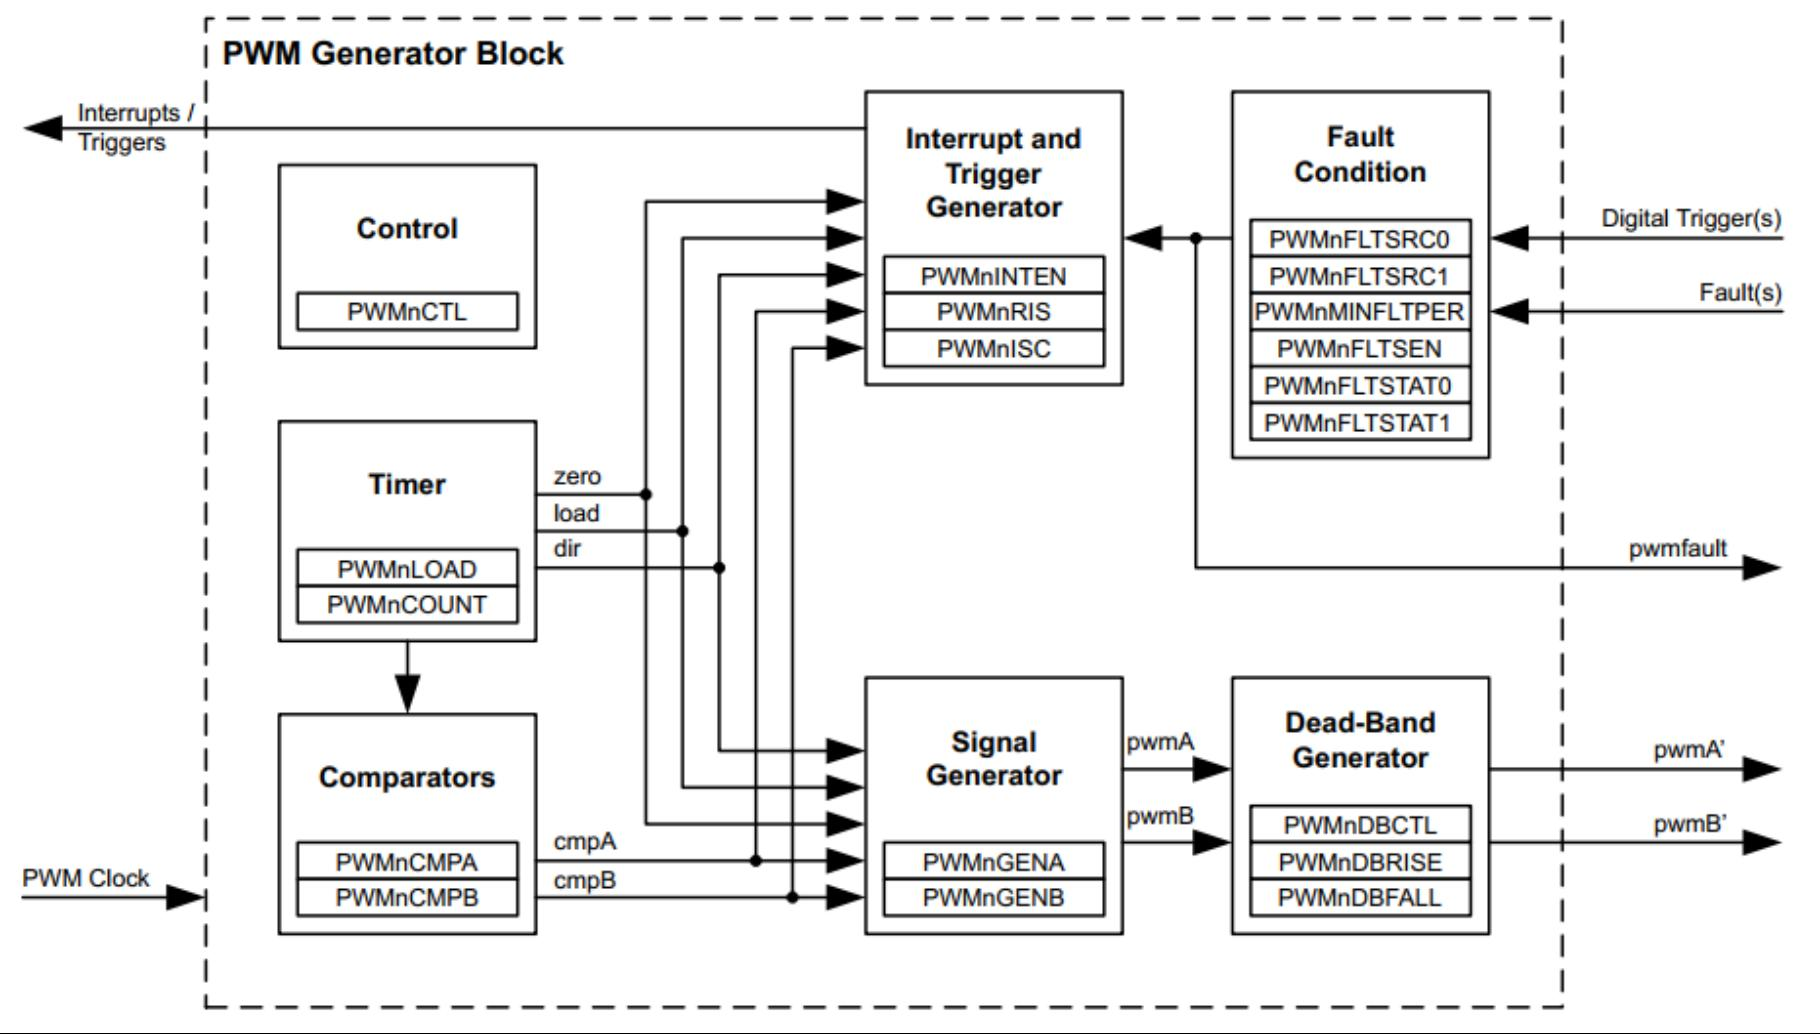 PWM Generator Block
Interrupts /
Triggers
Control
PWMnCTL
Interrupt and
Trigger
Generator
PWMnINTEN
PWMnRIS
PWMnISC
Fault
Condition
PWMnFLTSRC0
PWMnFLTSRC1
PWMnMINFLTPER
PWMnFLTSEN
PWMnFLTSTAT0
PWMnFLTSTAT1
Digital Trigger(s)
Fault(s)
Timer
PWMnLOAD
PWMnCOUNT
zero
load
dir
pwmfault
Comparators
PWMnCMPA
PWMnCMPB
cmpA
cmpB
PWM Clock
Signal
Generator
PWMnGENA
PWMnGENB
pwmA
pwmB
Dead-Band
Generator
PWMnDBCTL
PWMnDBRISE
PWMnDBFALL
pwmA’
pwmB’